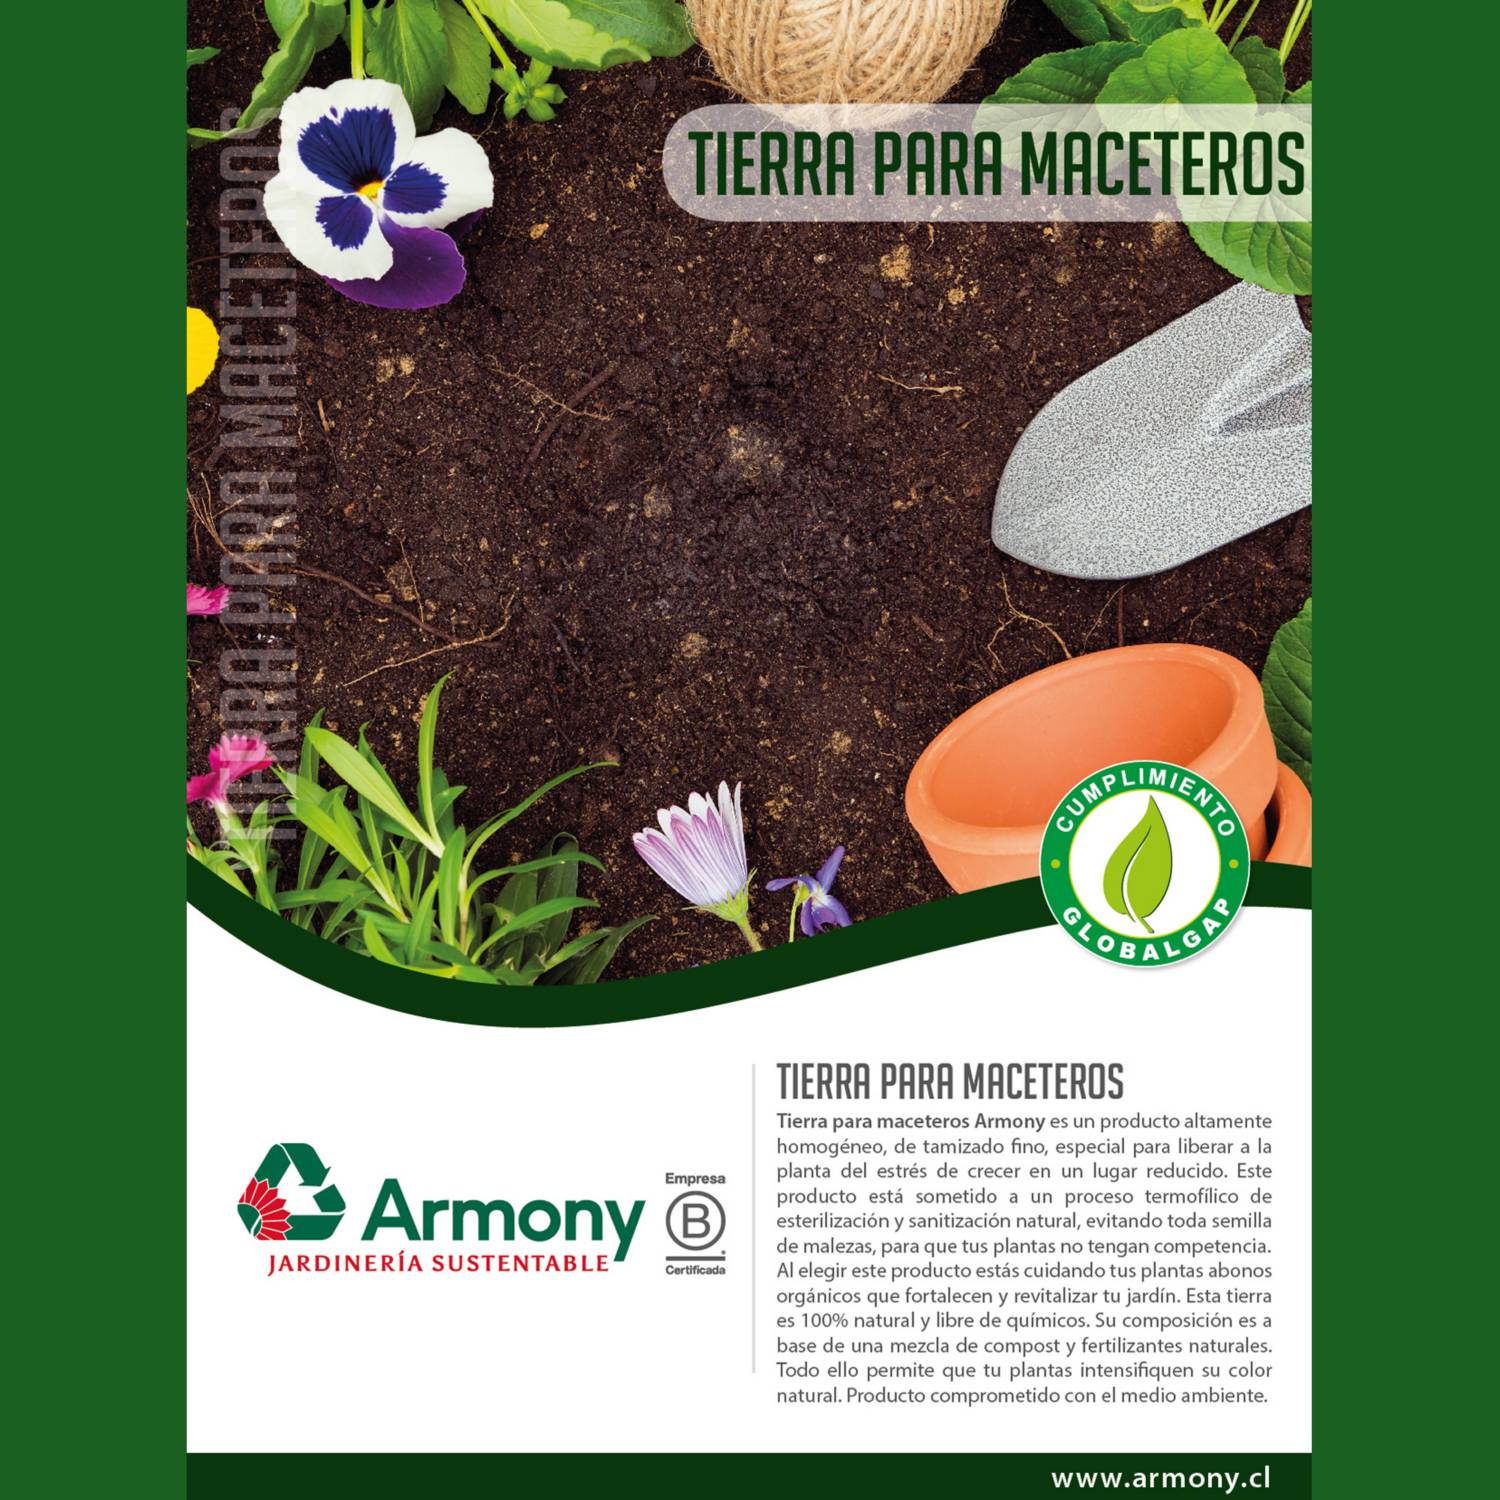 TIERRA PARA MACETEROS
TIERRA PARA MACETEROS
CUMPLIMIENTO
GLOBALGAP
TIERRA PARA MACETEROS
Tierra para maceteros Armony es un producto altamente
homogéneo, de tamizado fino, especial para liberar a la
planta del estrés de crecer en un lugar reducido. Este
producto está sometido a un proceso termofílico de
esterilización y sanitización natural, evitando toda semilla
de malezas, para que tus plantas no tengan competencia.
Al elegir este producto estás cuidando tus plantas abonos
orgánicos que fortalecen y revitalizar tu jardín. Esta tierra
es 100% natural y libre de químicos. Su composición es a
base de una mezcla de compost y fertilizantes naturales.
Todo ello permite que tu plantas intensifiquen su color
natural. Producto comprometido con el medio ambiente.
Armony
JARDINERÍA SUSTENTABLE
Empresa
B
Certificada
www.armony.cl